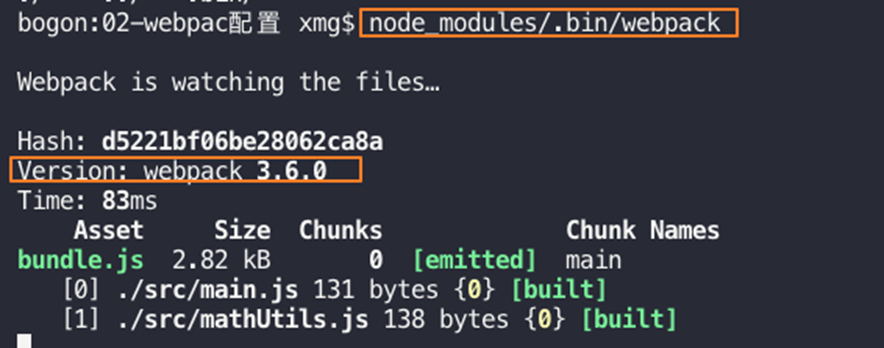 bogon:02-webpac配置 xmg$ node_modules/.bin/webpack
Webpack is watching the files…
Hash: d5221bf06be28062ca8a
Version: webpack 3.6.0
Time: 83ms
Asset Size Chunks Chunk Names
bundle.js 2.82 kB 0 [emitted] main
[0] ./src/main.js 131 bytes {0} [built]
[1] ./src/mathUtils.js 138 bytes {0} [built]